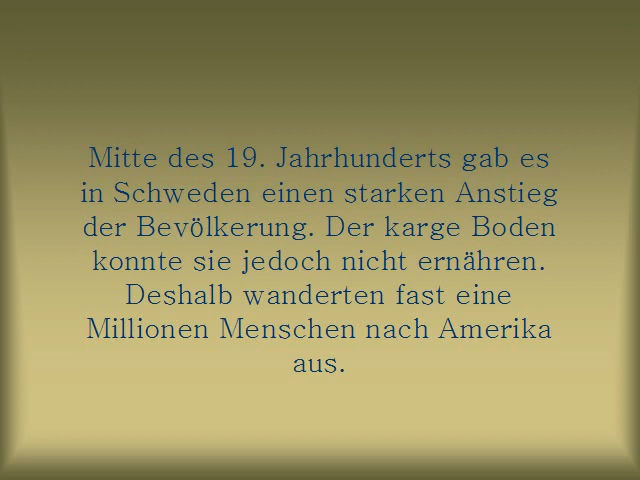 Mitte des 19. Jahrhunderts gab es
in Schweden einen starken Anstieg
der Bevölkerung. Der karge Boden
konnte sie jedoch nicht ernähren.
Deshalb wanderten fast eine
Millionen Menschen nach Amerika
aus.